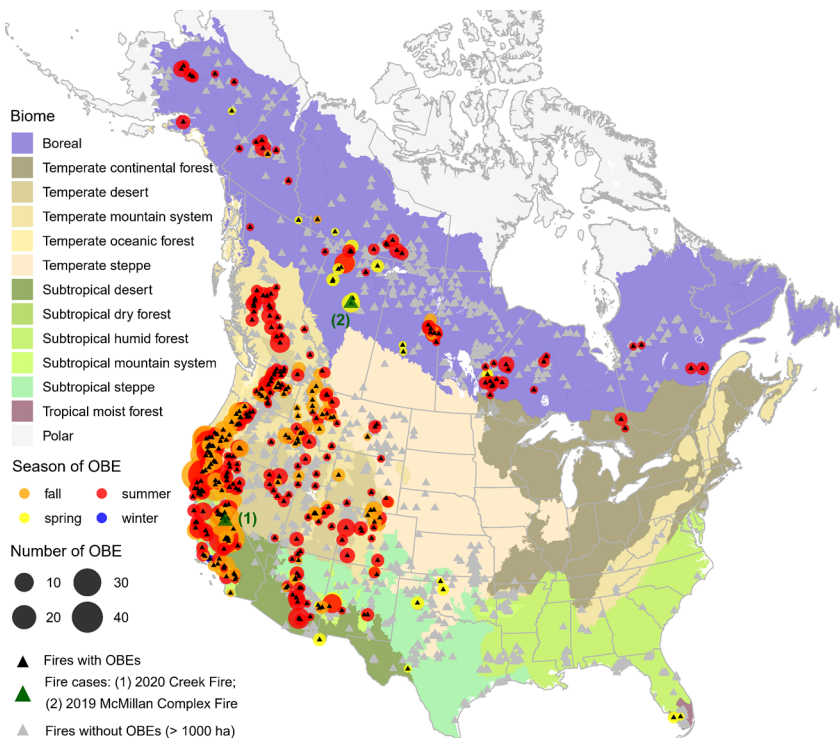 Biome
Boreal
Temperate continental forest
Temperate desert
Temperate mountain system
Temperate oceanic forest
Temperate steppe
Subtropical desert
Subtropical dry forest
Subtropical humid forest
Subtropical mountain system
Subtropical steppe
Tropical moist forest
Polar
Season of OBE
fall summer
spring winter
Number of OBE
10 30
20 40
Fires with OBEs
Fire cases: (1) 2020 Creek Fire;
(2) 2019 McMillan Complex Fire
Fires without OBEs (> 1000 ha)
(2)
(1)